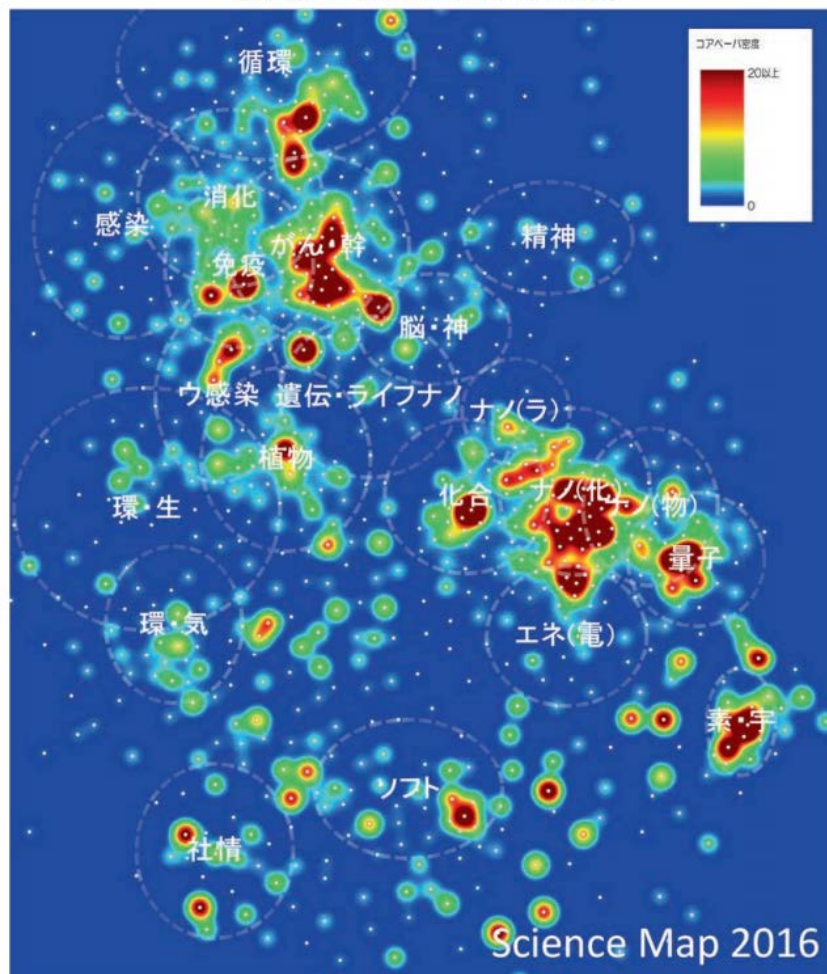 コアペーパ密度
20以上
0
循環
消化
感染
がん・幹
免疫
精神
脳・神
ウ感染
遺伝・ライフナノ
ナノ(ラ)
植物
化合
ナノ(化)
ナノ(物)
環・生
量子
環・気
エネ(電)
素・宇
ソフト
社情
Science Map 2016